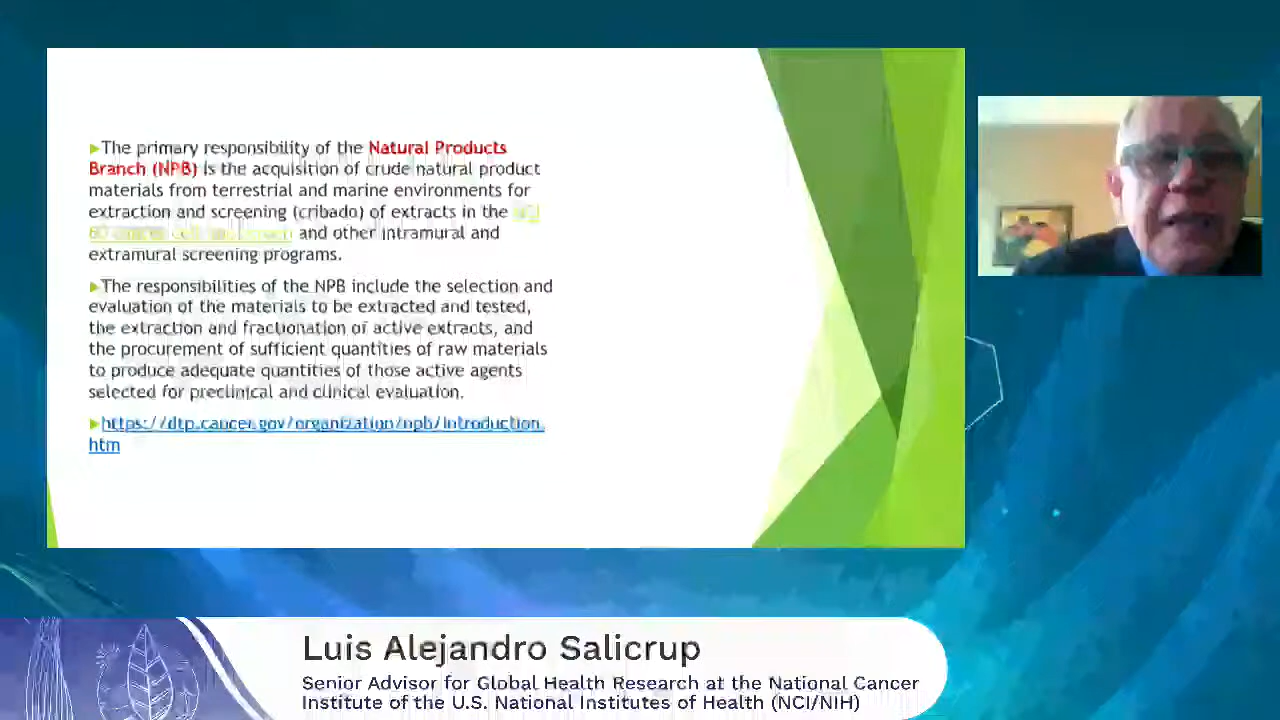 ▶The primary responsibility of the Natural Products
Branch (NPB) is the acquisition of crude natural product
materials from terrestrial and marine environments for
extraction and screening (cribado) of extracts in the
and other intramural and
extramural screening programs.
▶The responsibilities of the NPB include the selection and
evaluation of the materials to be extracted and tested,
the extraction and fractionation of active extracts, and
the procurement of sufficient quantities of raw materials
to produce adequate quantities of those active agents
selected for preclinical and clinical evaluation.
▶https://dtp.cancer.gov/organization/npb/introduction.
htm
Luis Alejandro Salicrup
Senior Advisor for Global Health Research at the National Cancer
Institute of the U.S. National Institutes of Health (NCI/NIH)